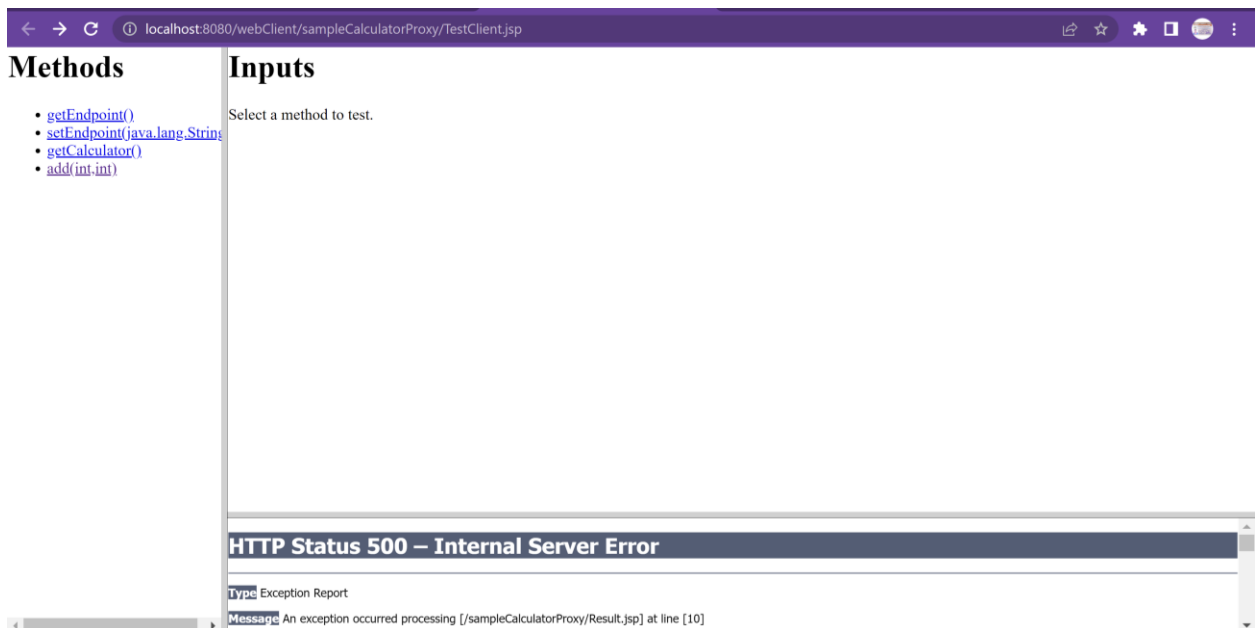 localhost:8080/webClient/sampleCalculatorProxy/TestClient.jsp
Methods
getEndpoint()
setEndpoint(java.lang.String
getCalculator()
add(int,int)
Inputs
Select a method to test.
HTTP Status 500 – Internal Server Error
Type Exception Report
Message An exception occurred processing [/sampleCalculatorProxy/Result.jsp] at line [10]